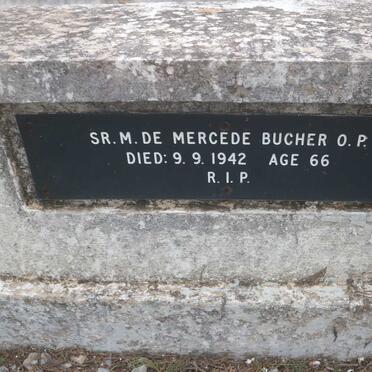 SR. M. DE MERCEDE BUCHER O.P.
DIED: 9. 9. 1942 AGE 66
R. I. P.